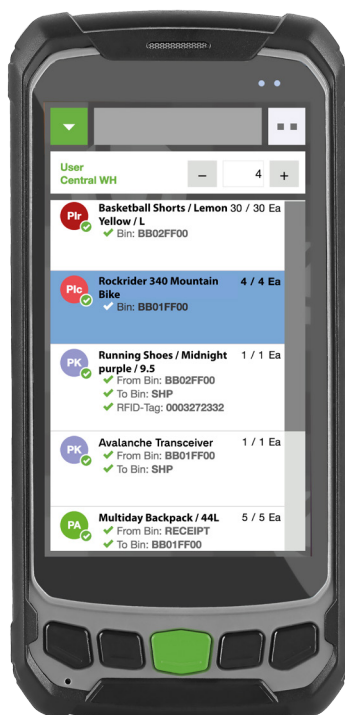 User
Central WH
− 4 +
Plr
Basketball Shorts / Lemon 30 / 30 Ea
Yellow / L
Bin: BB02FF00
Plc
Rockrider 340 Mountain 4 / 4 Ea
Bike
Bin: BB01FF00
PK
Running Shoes / Midnight 1 / 1 Ea
purple / 9.5
From Bin: BB02FF00
To Bin: SHP
RFID-Tag: 0003272332
PK
Avalanche Transceiver 1 / 1 Ea
From Bin: BB01FF00
To Bin: SHP
PA
Multiday Backpack / 44L 5 / 5 Ea
From Bin: RECEIPT
To Bin: BB01FF00